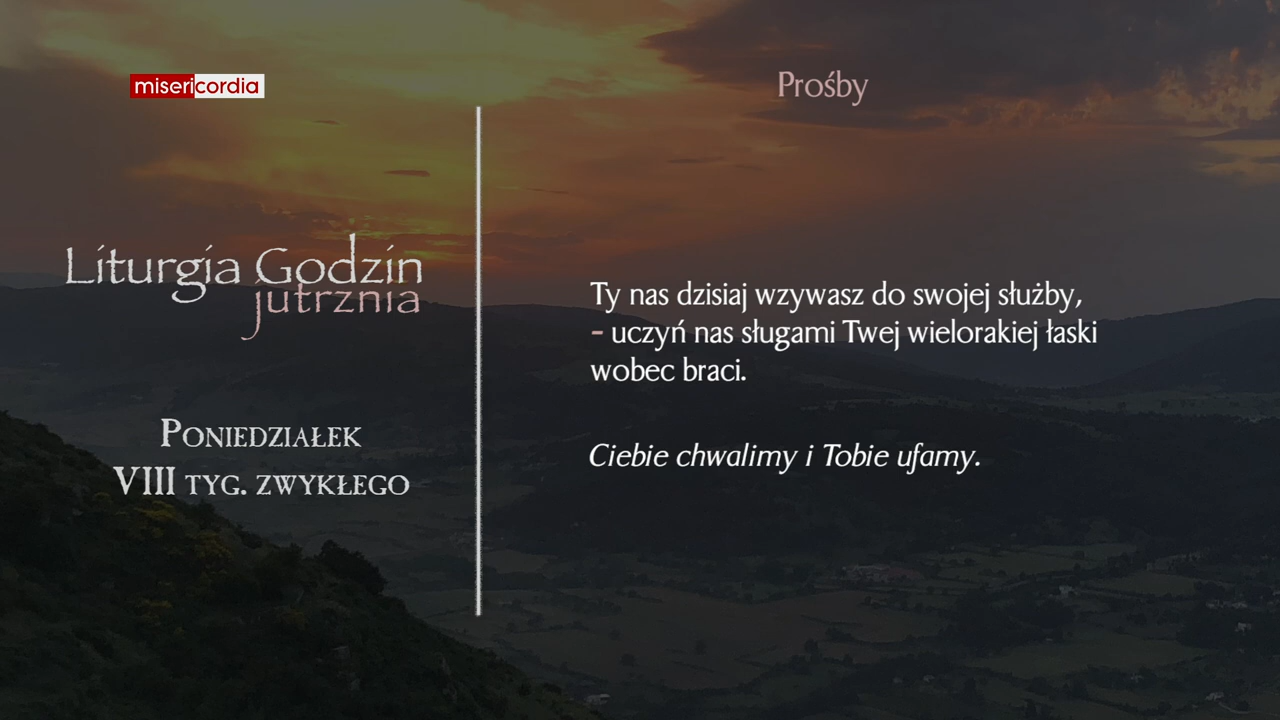 misericordia
Prośby
Liturgia Godzin
jutrznia
Poniedziałek
VIII tyg. zwykłego
Ty nas dzisiaj wzywasz do swojej służby,
- uczyń nas sługami Twej wielorakiej łaski
wobec braci.
Ciebie chwalimy i Tobie ufamy.